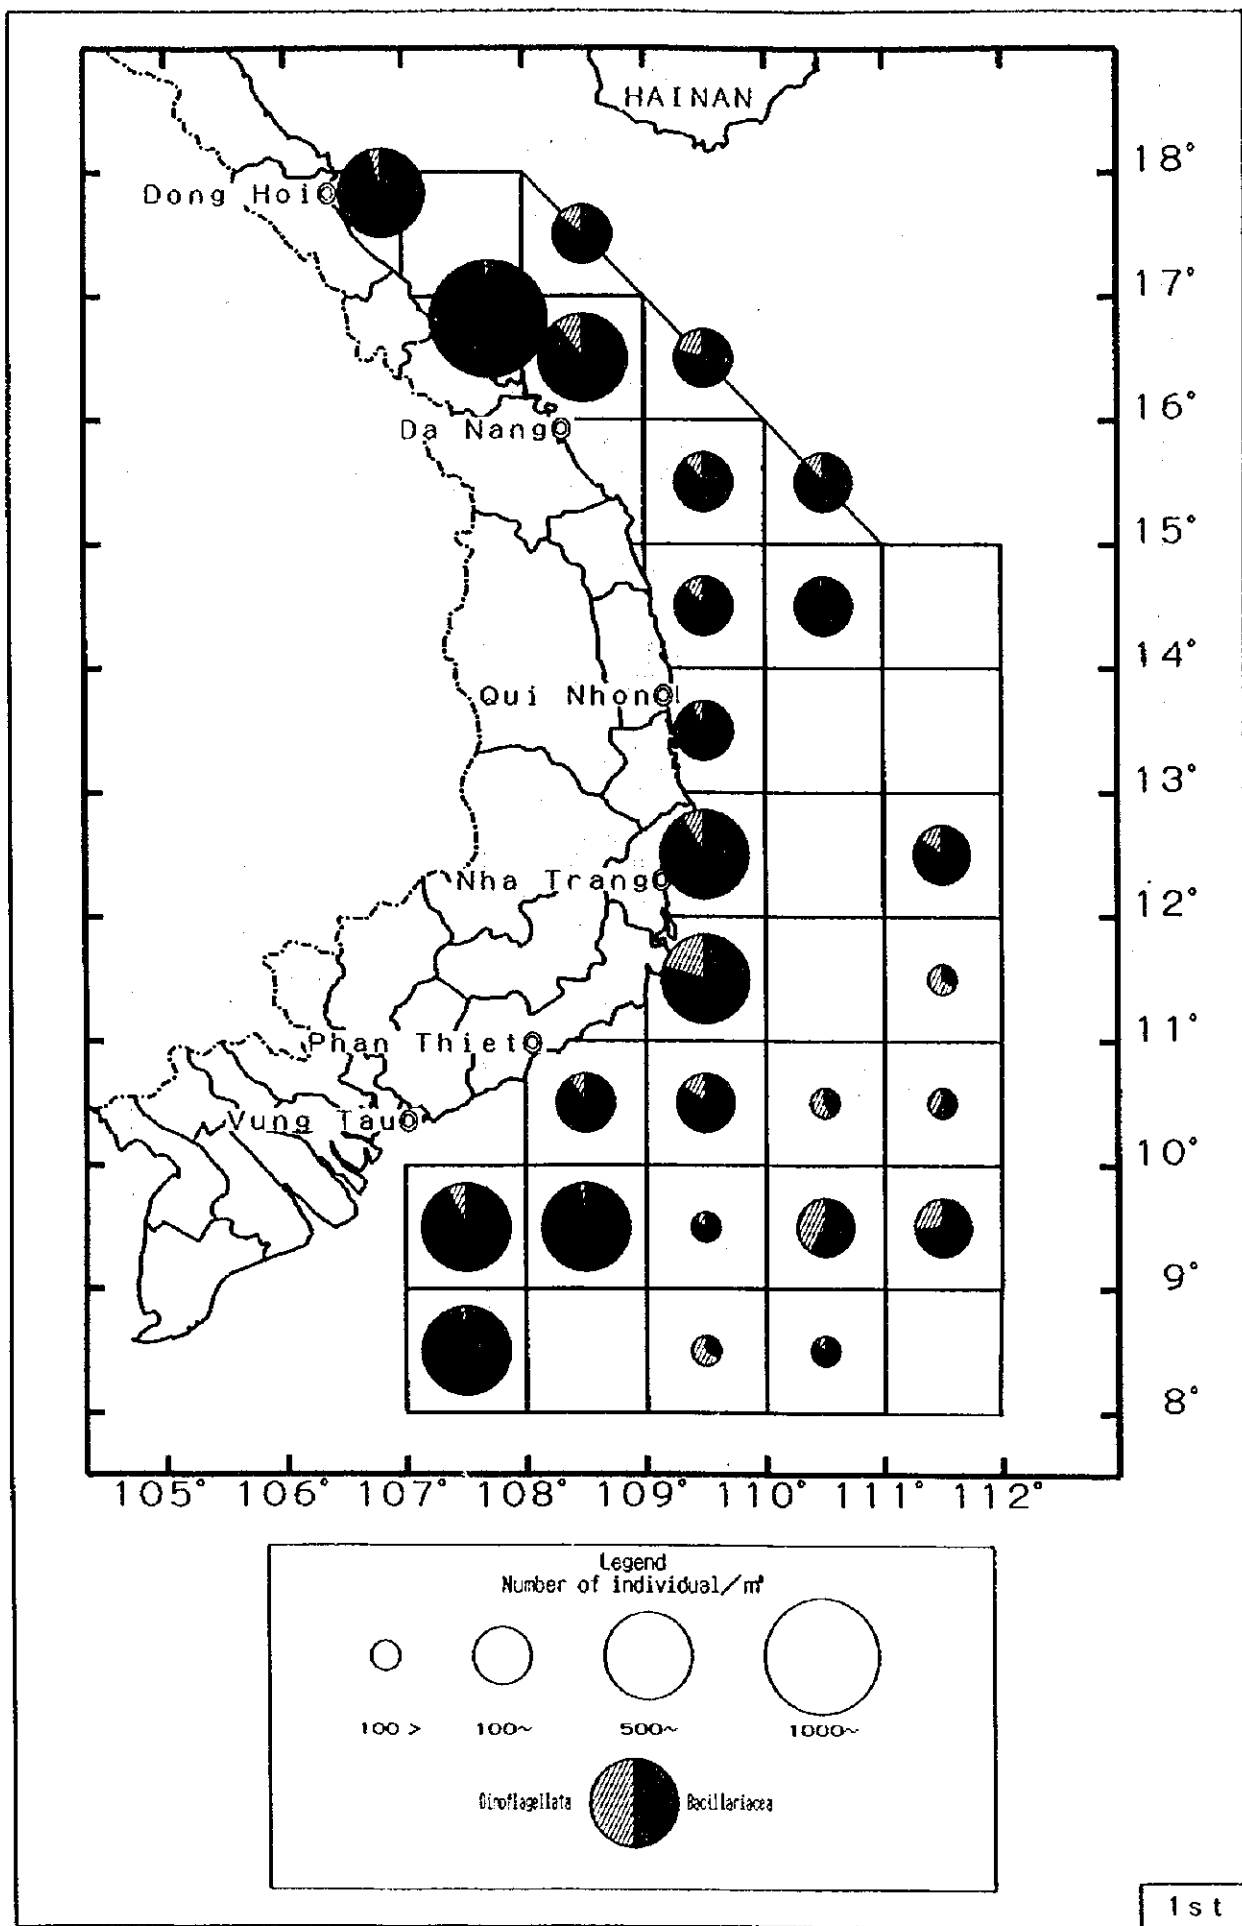 HAINAN
18°
Dong Hoi
17°
16°
Da Nang
15°
14°
Qui Nhon
13°
Nha Trang
12°
11°
Phan Thiet
Vung Tau
10°
9°
8°
105° 106° 107° 108° 109° 110° 111° 112°
Legend
Number of individual/m³
100 > 100~ 500~ 1000~
Dinoflagellata Bacillariacea
1st